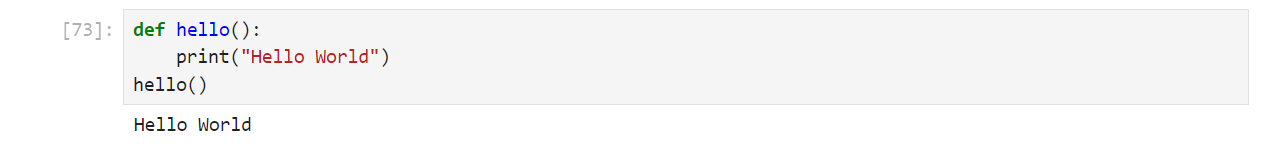 [73]: def hello():
    print("Hello World")
hello()
Hello World